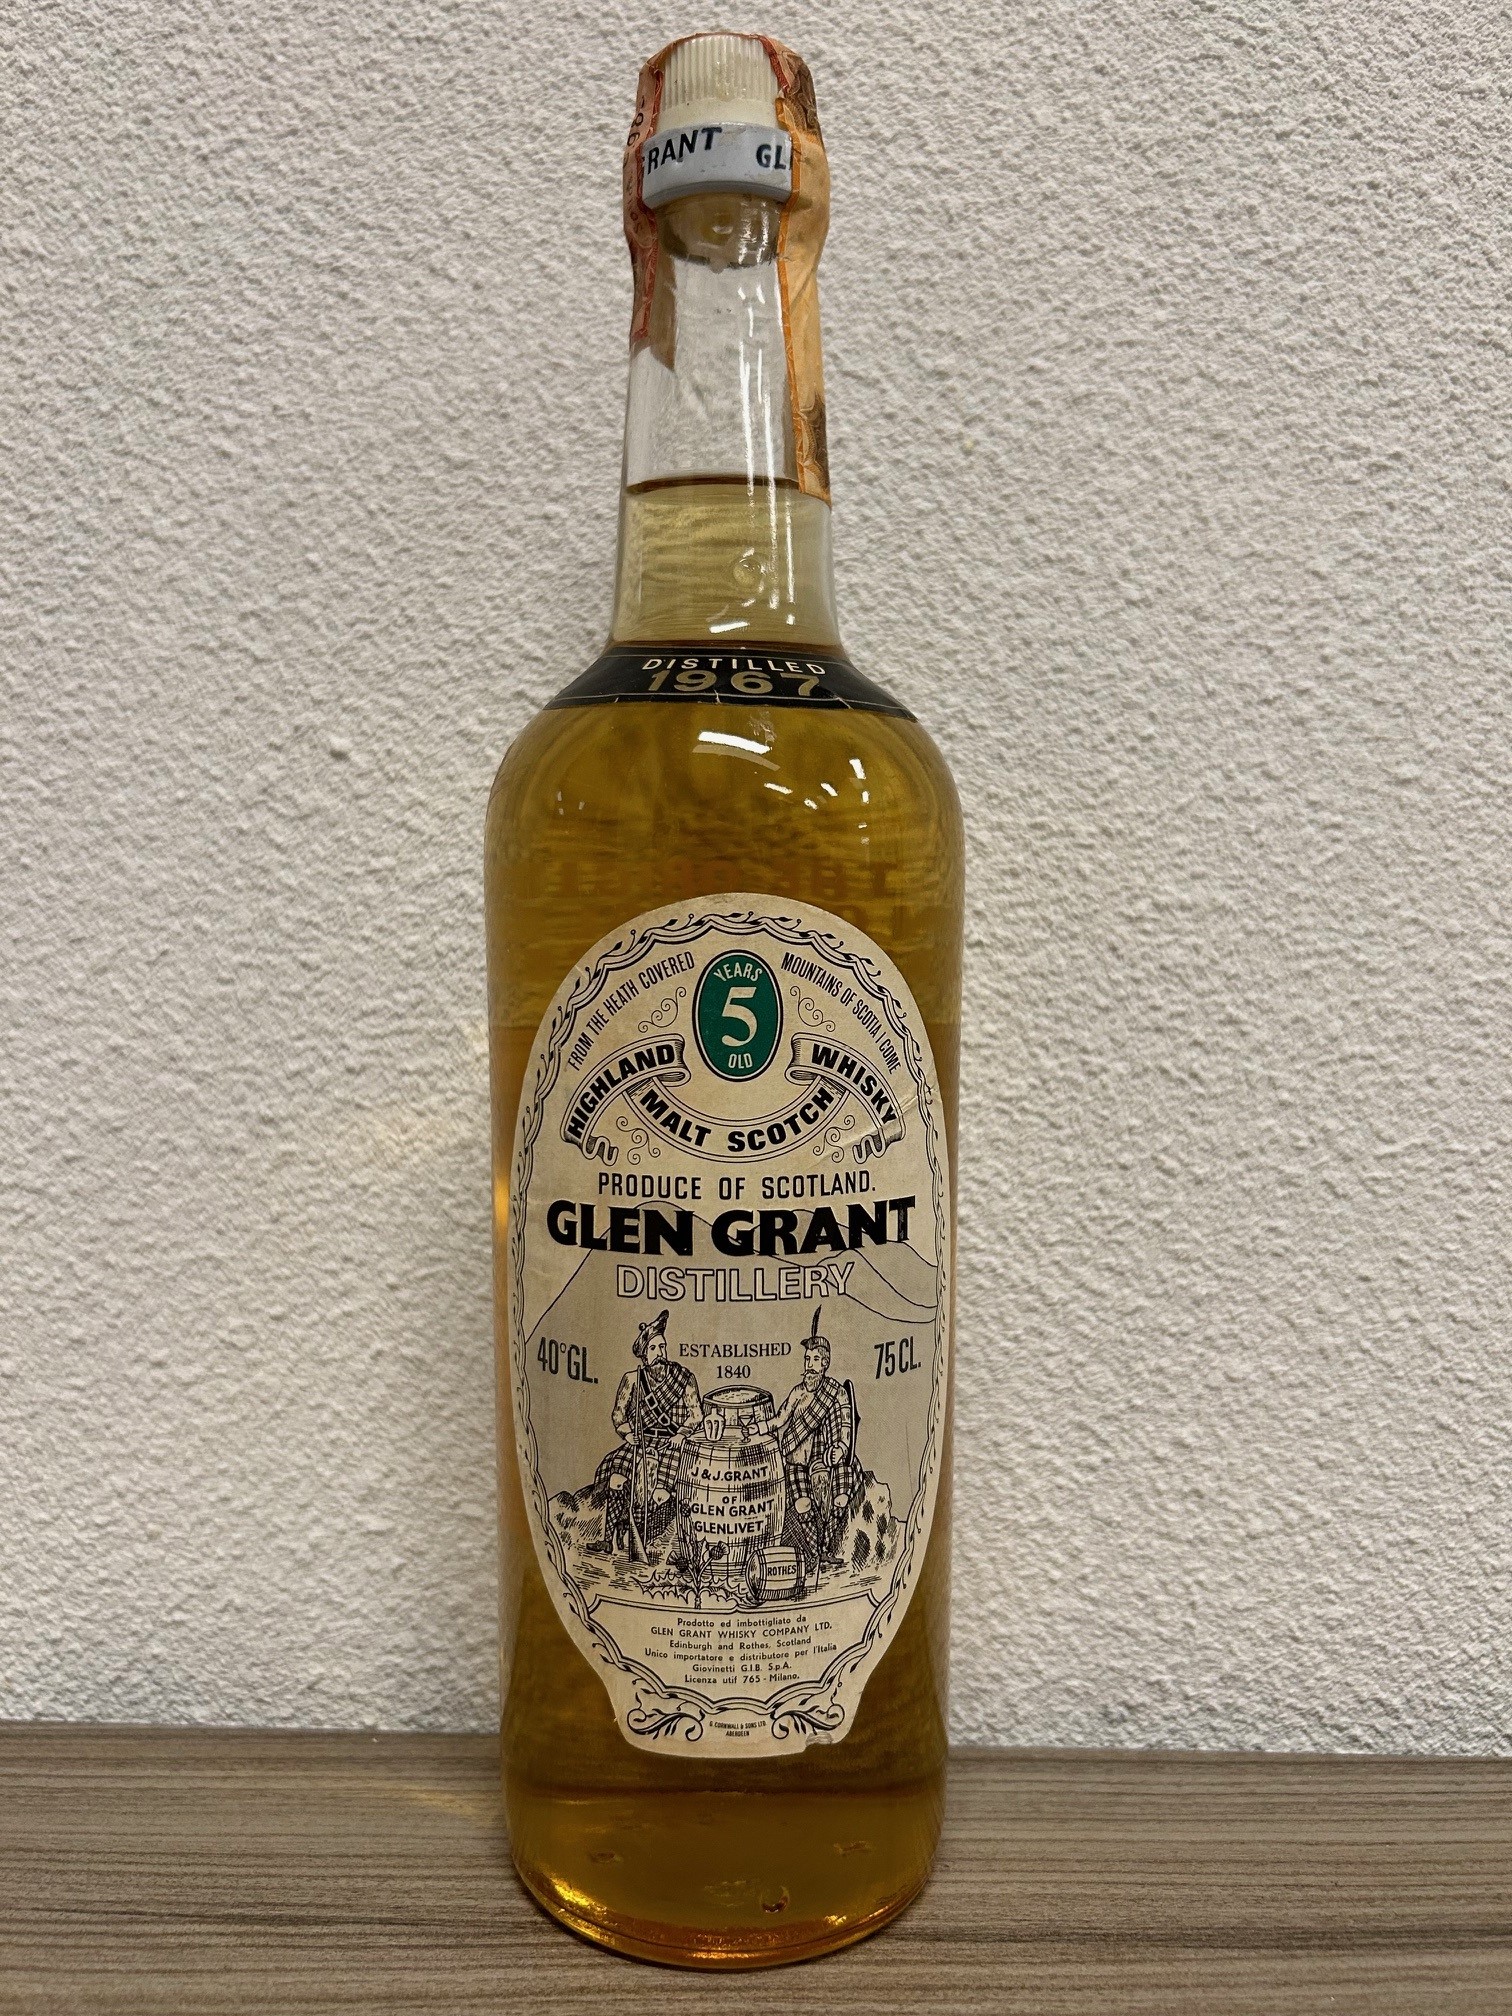 RANT GL
DISTILLED
1967
FROM THE HEATH COVERED MOUNTAINS OF SCOTIA I COME
YEARS
5
OLD
HIGHLAND
MALT SCOTCH
WHISKY
PRODUCE OF SCOTLAND.
GLEN GRANT
DISTILLERY
40°GL.
ESTABLISHED
1840
75CL.
J & J. GRANT
OF
GLEN GRANT
GLENLIVET
ROTHES
Prodotto ed imbottigliato da
GLEN GRANT WHISKY COMPANY LTD.
Edinburgh and Rothes, Scotland
Unico importatore e distributore per l'Italia
Giovinetti G.I.B. S.p.A.
Licenza utif 765 - Milano.
G. CORNWALL & SONS LTD.
ABERDEEN